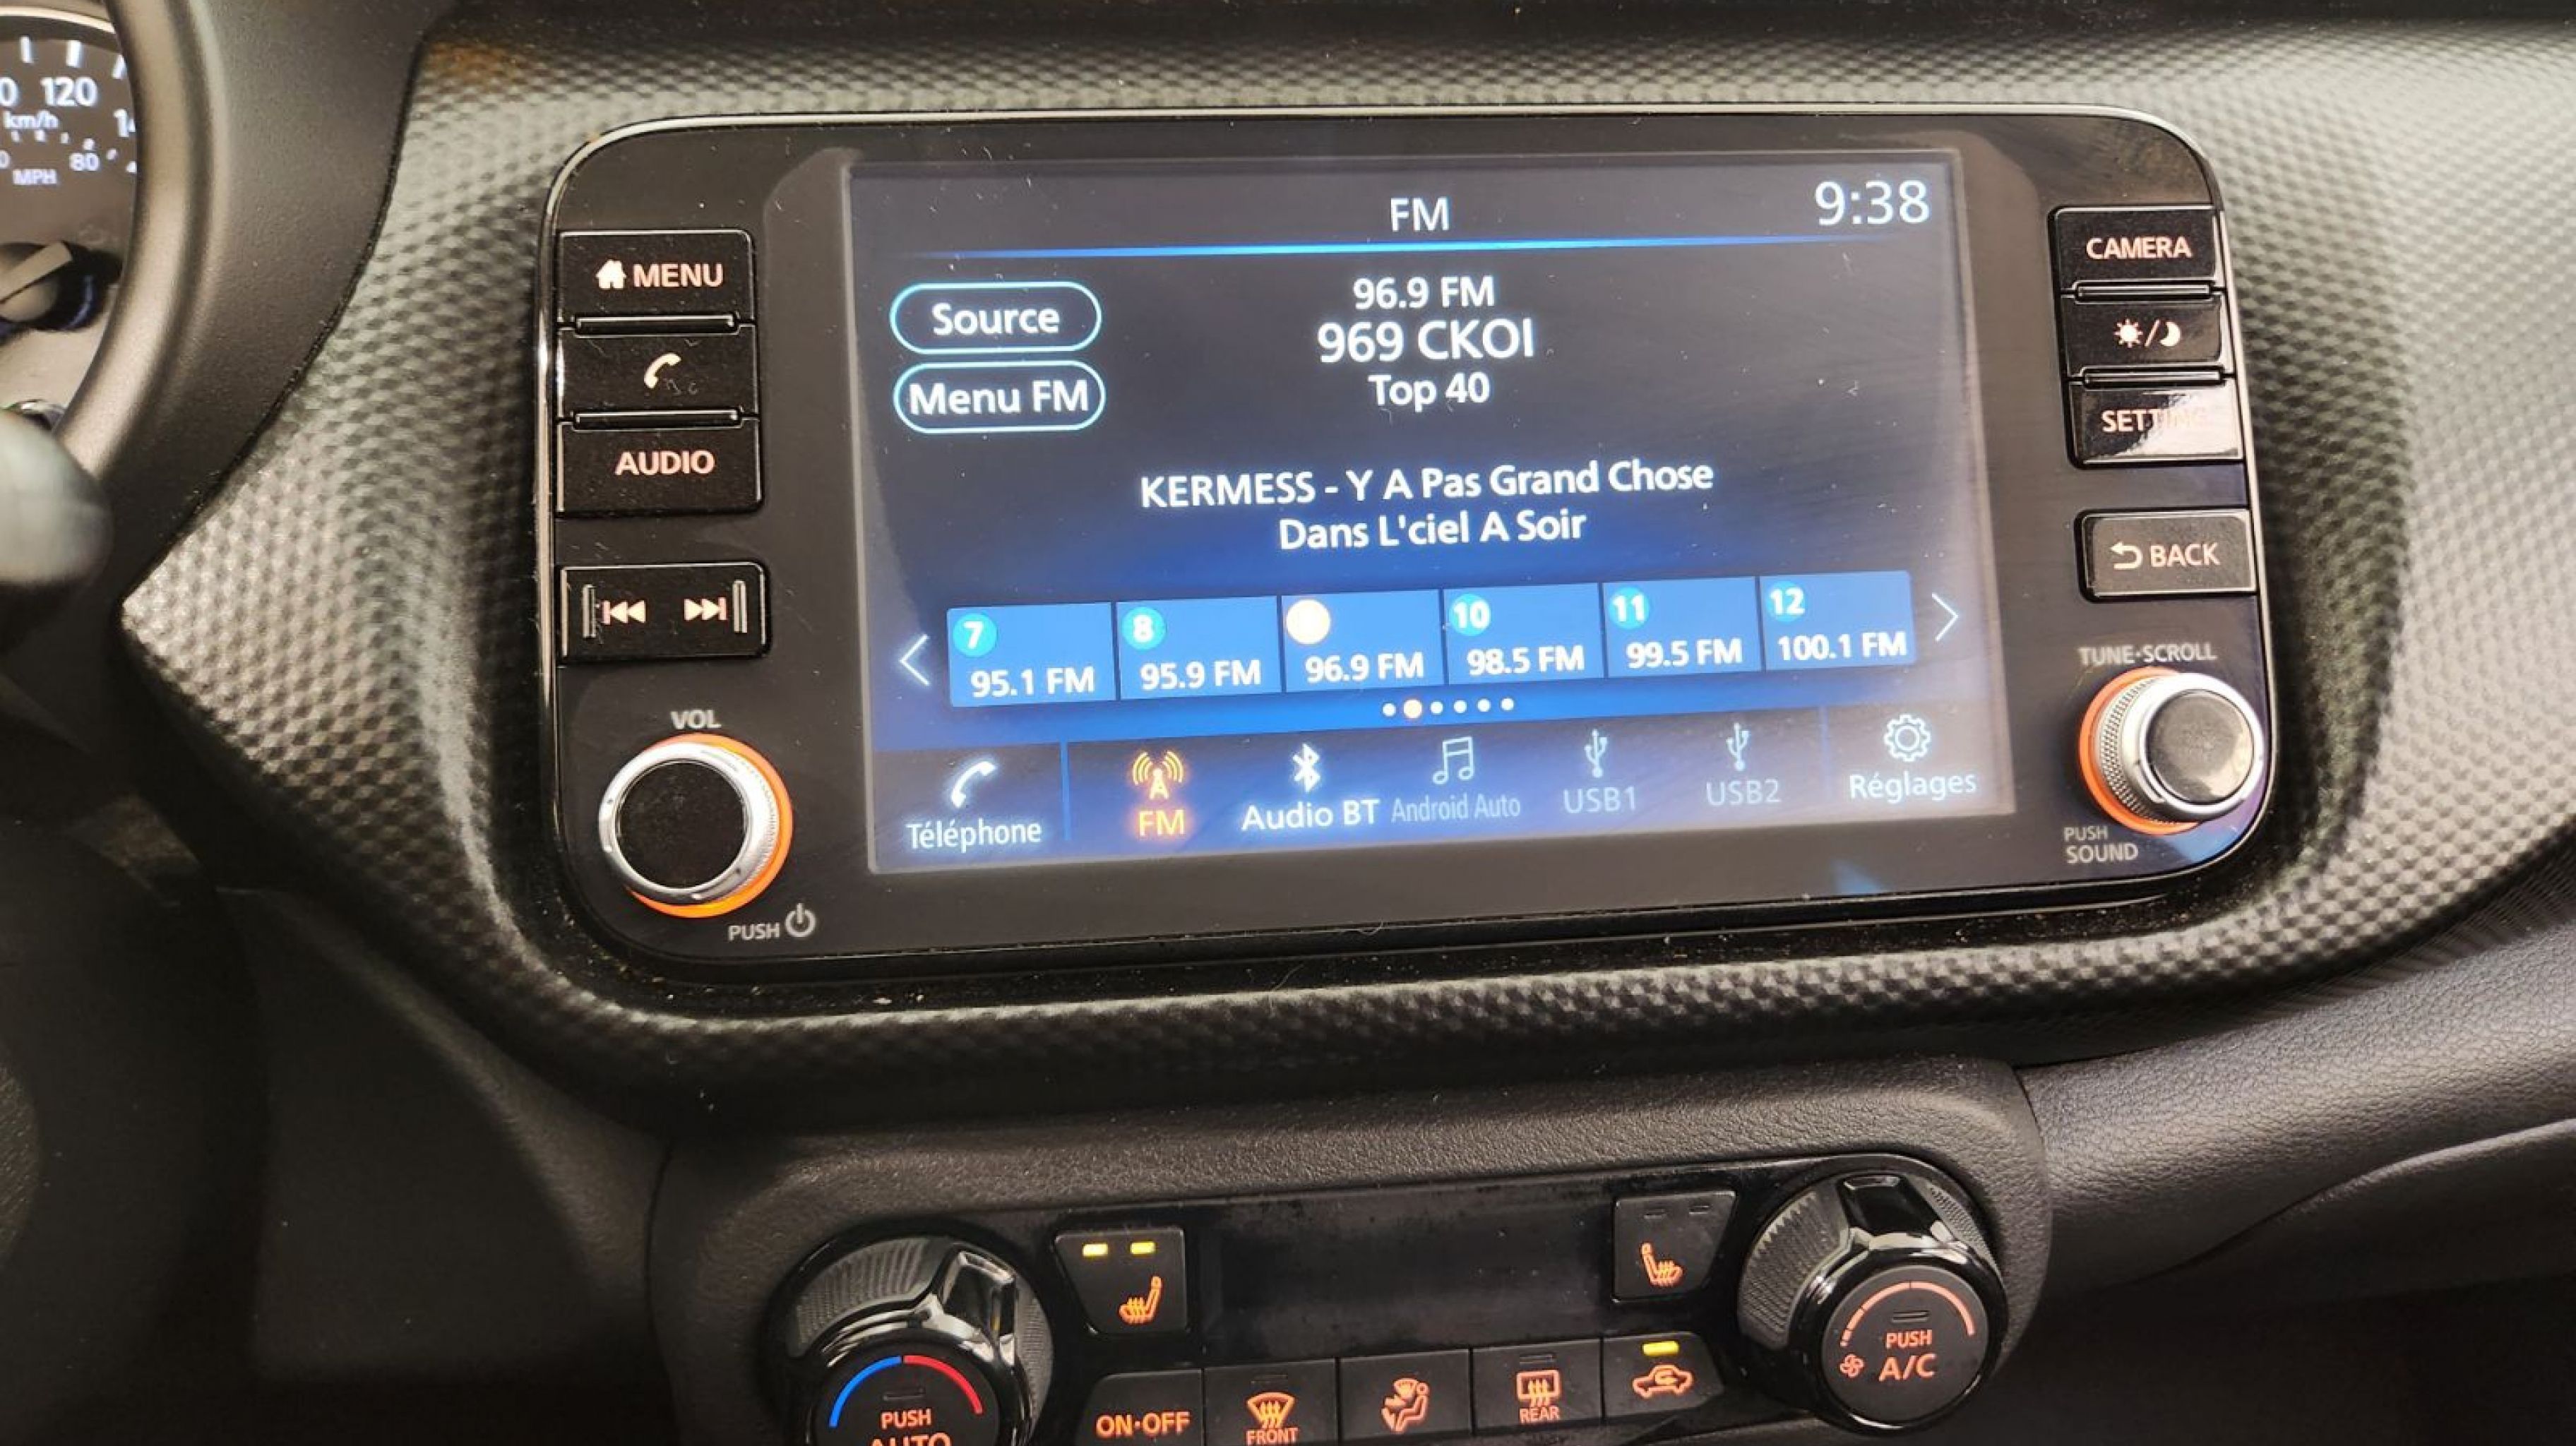 120
km/h
80
MPH
FM
9:38
MENU
AUDIO
Source
Menu FM
96.9 FM
969 CKOI
Top 40
KERMESS - Y A Pas Grand Chose
Dans L'ciel A Soir
7
95.1 FM
8
95.9 FM
96.9 FM
10
98.5 FM
11
99.5 FM
12
100.1 FM
Téléphone
FM
Audio BT
Android Auto
USB1
USB2
Réglages
VOL
PUSH
CAMERA
BACK
TUNE·SCROLL
PUSH
SOUND
PUSH
AUTO
ON·OFF
FRONT
REAR
PUSH
A/C